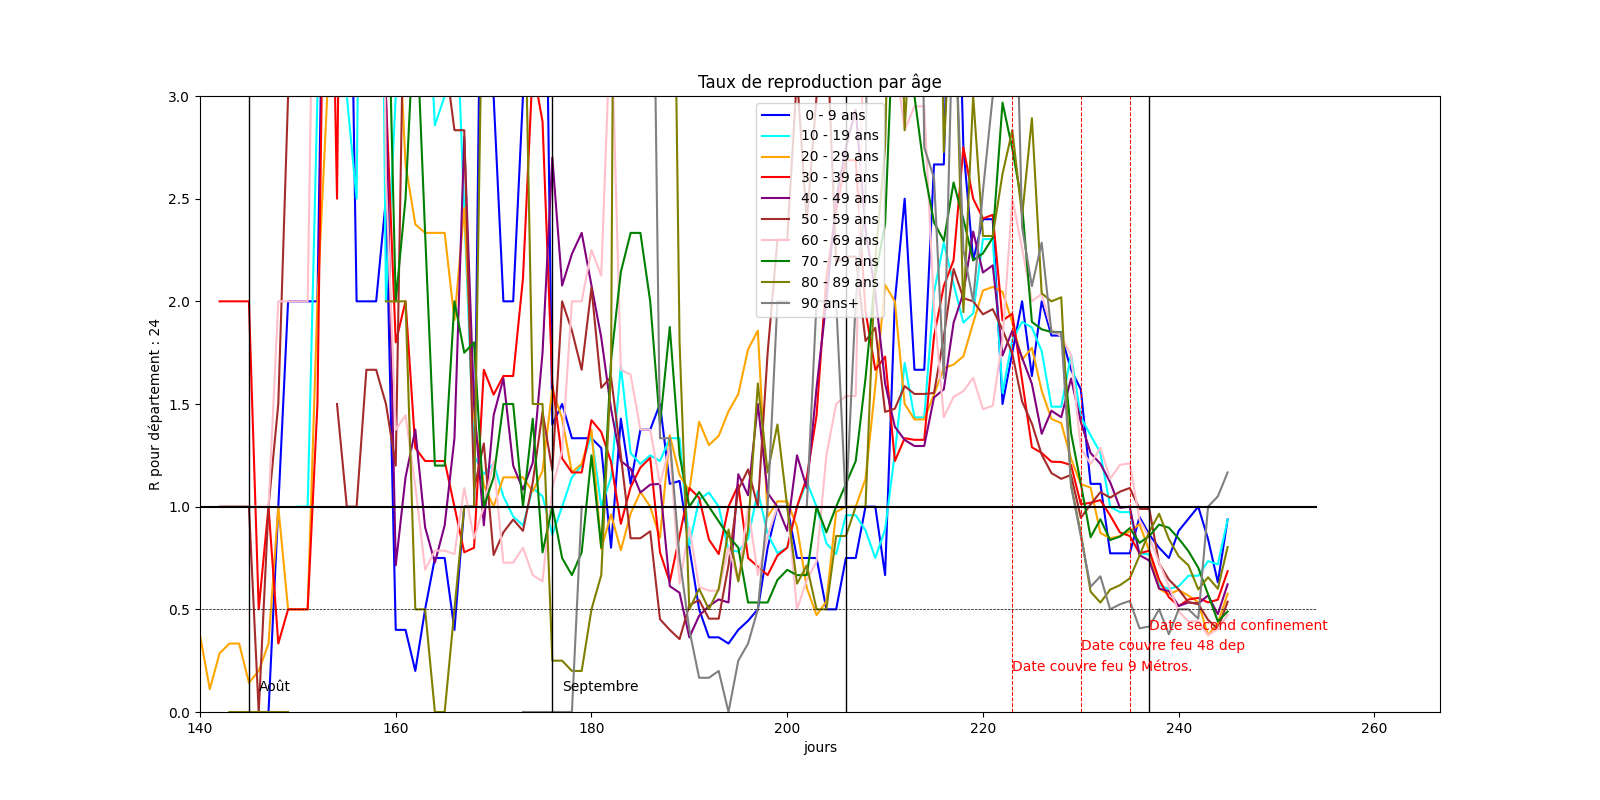 Taux de reproduction par âge
R pour département : 24
3.0
2.5
2.0
1.5
1.0
0.5
0.0
0 - 9 ans
10 - 19 ans
20 - 29 ans
30 - 39 ans
40 - 49 ans
50 - 59 ans
60 - 69 ans
70 - 79 ans
80 - 89 ans
90 ans+
Date second confinement
Date couvre feu 48 dep
Date couvre feu 9 Métros.
Août
Septembre
140
160
180
200
220
240
260
jours